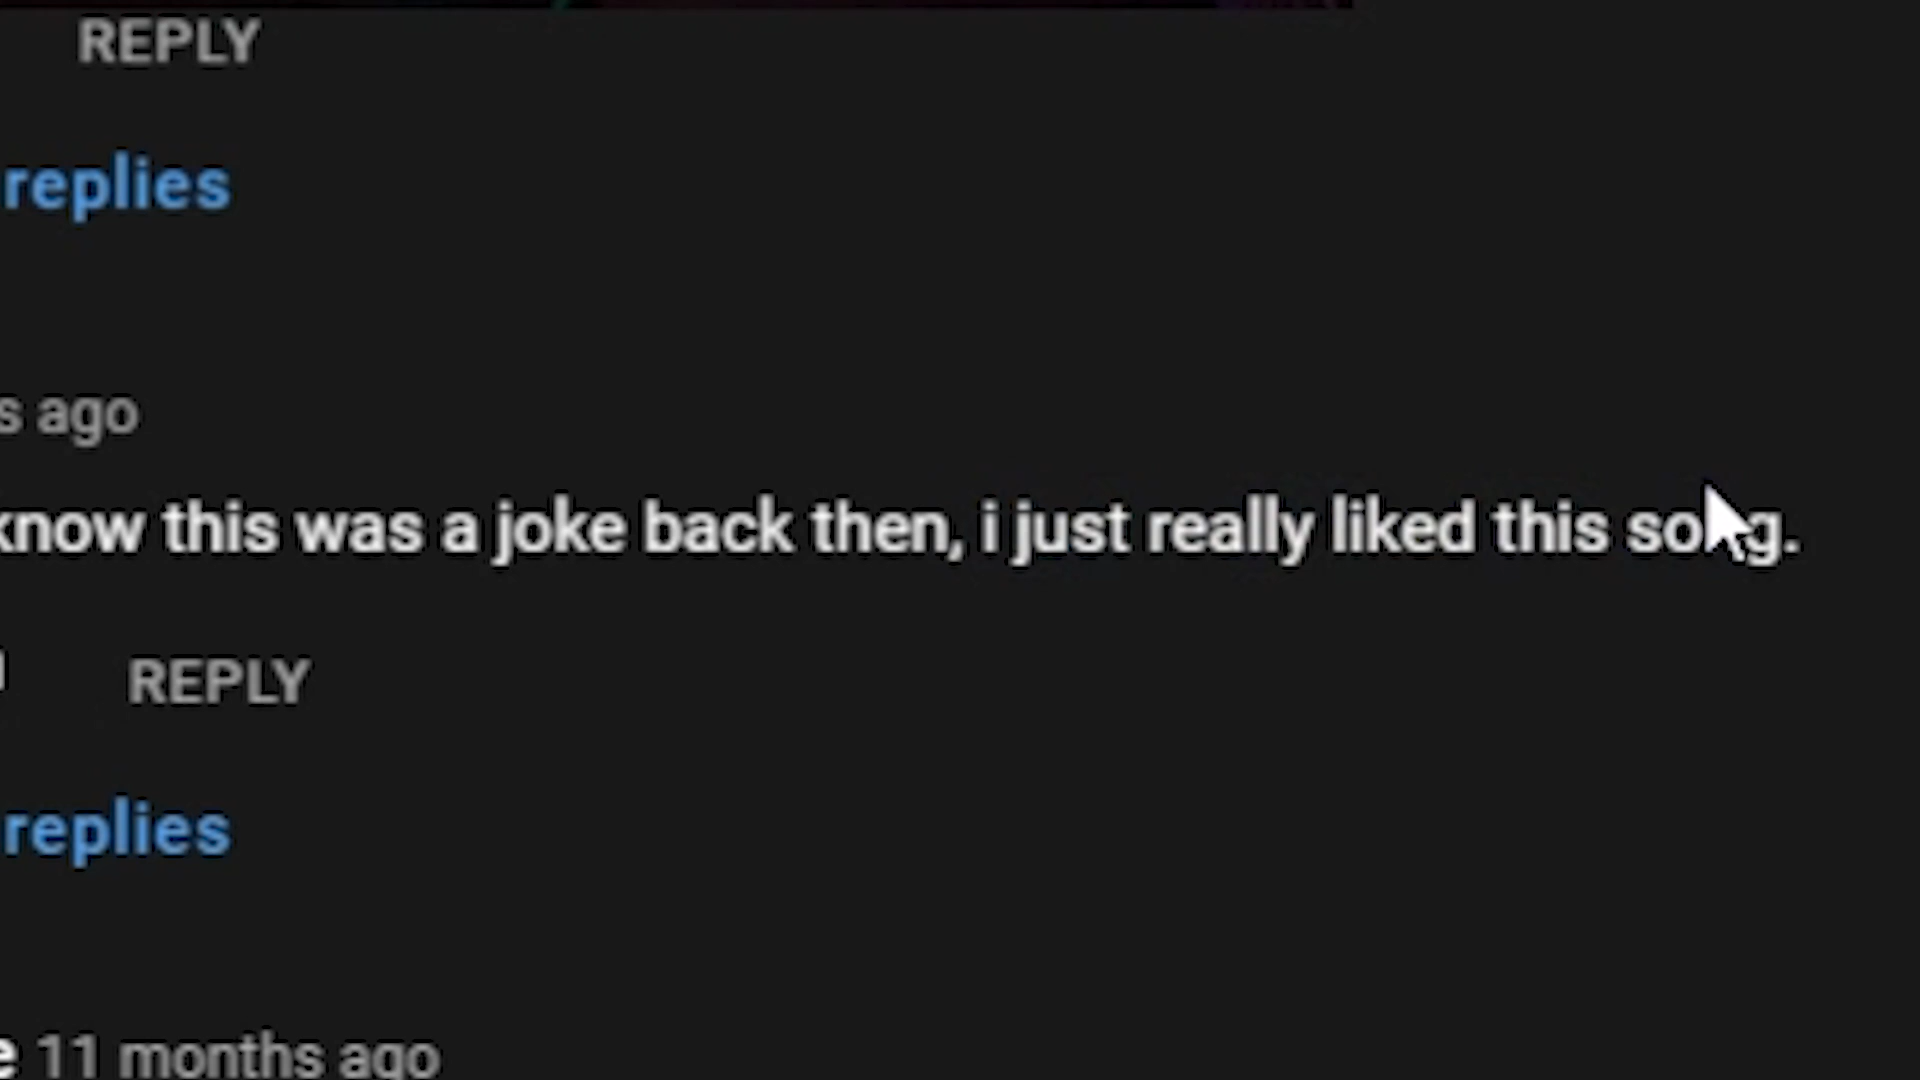 REPLY
replies
s ago
know this was a joke back then, i just really liked this song.
REPLY
replies
e 11 months ago